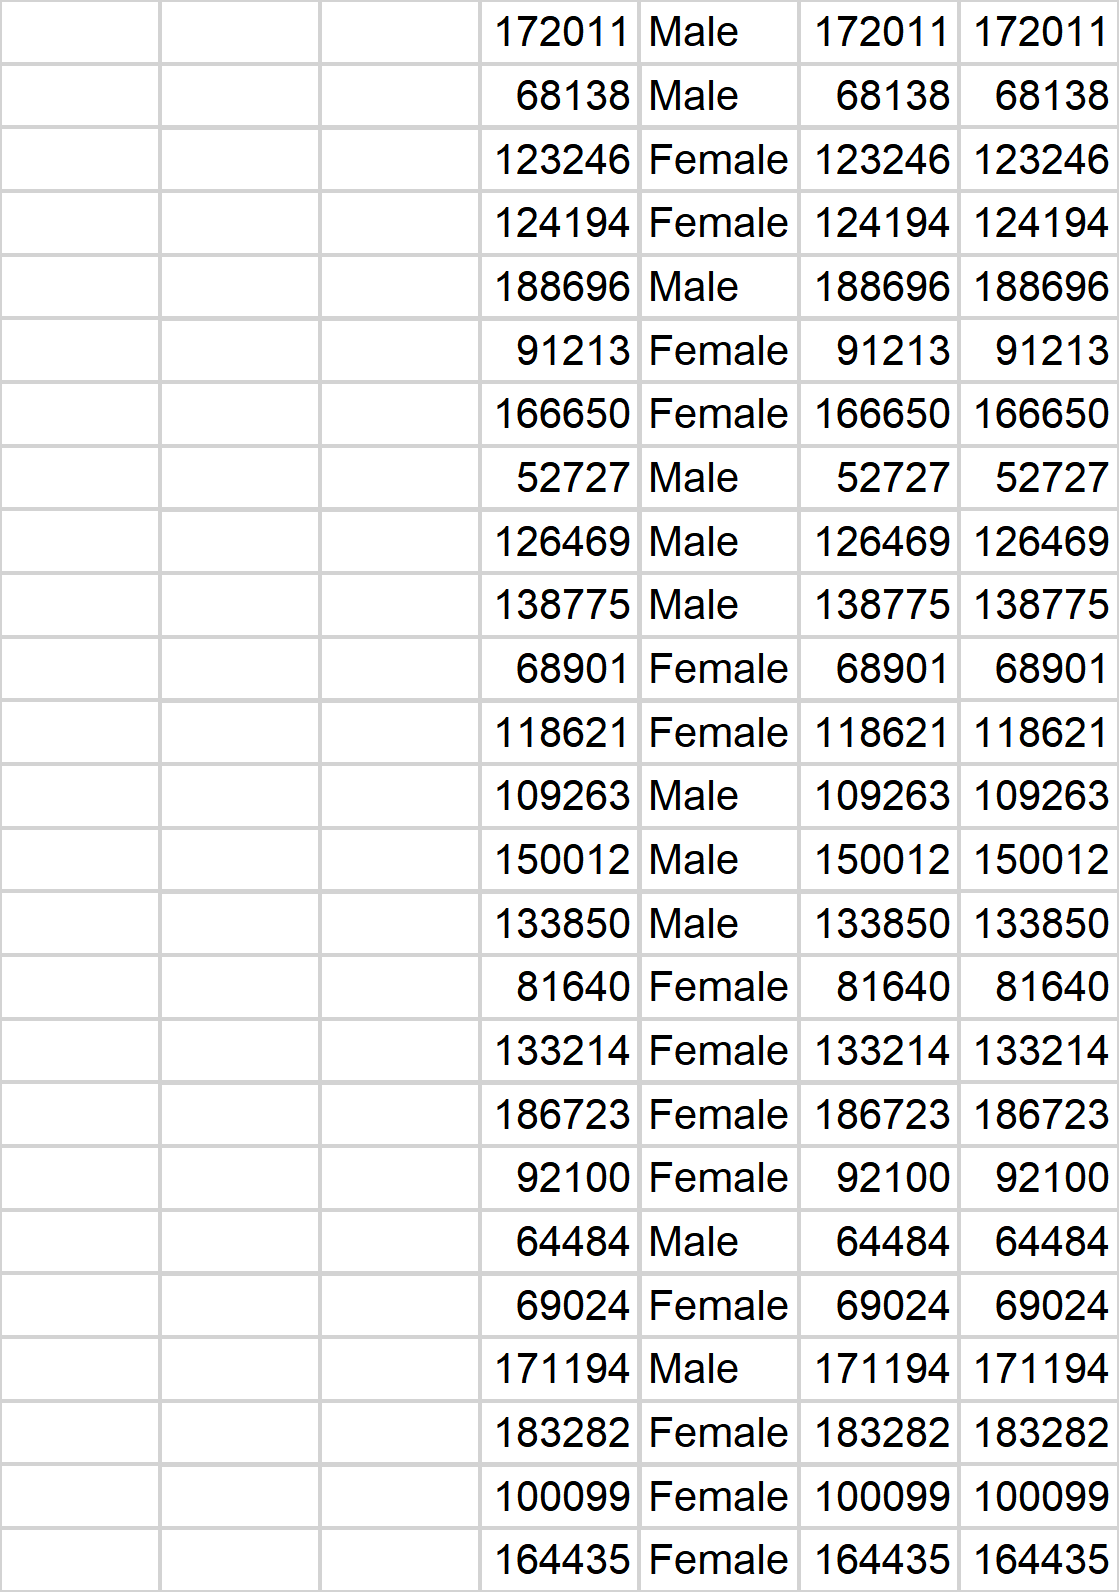 172011 Male 172011 172011
68138 Male 68138 68138
123246 Female 123246 123246
124194 Female 124194 124194
188696 Male 188696 188696
91213 Female 91213 91213
166650 Female 166650 166650
52727 Male 52727 52727
126469 Male 126469 126469
138775 Male 138775 138775
68901 Female 68901 68901
118621 Female 118621 118621
109263 Male 109263 109263
150012 Male 150012 150012
133850 Male 133850 133850
81640 Female 81640 81640
133214 Female 133214 133214
186723 Female 186723 186723
92100 Female 92100 92100
64484 Male 64484 64484
69024 Female 69024 69024
171194 Male 171194 171194
183282 Female 183282 183282
100099 Female 100099 100099
164435 Female 164435 164435